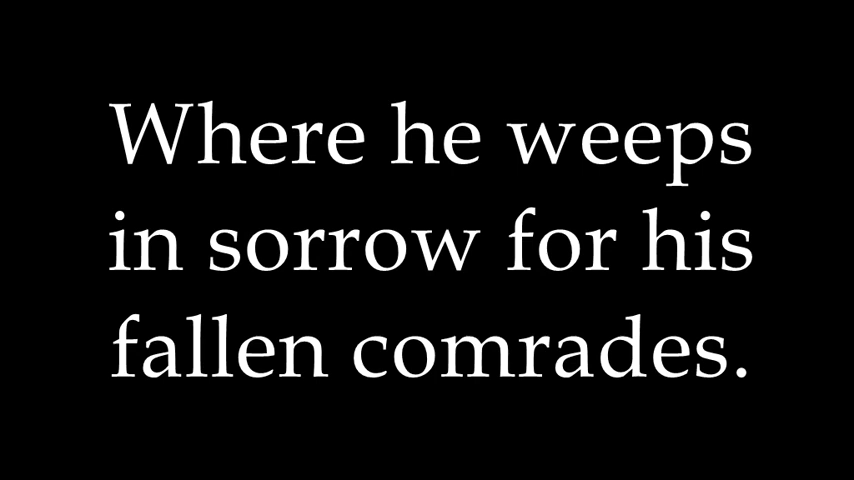 Where he weeps
in sorrow for his
fallen comrades.